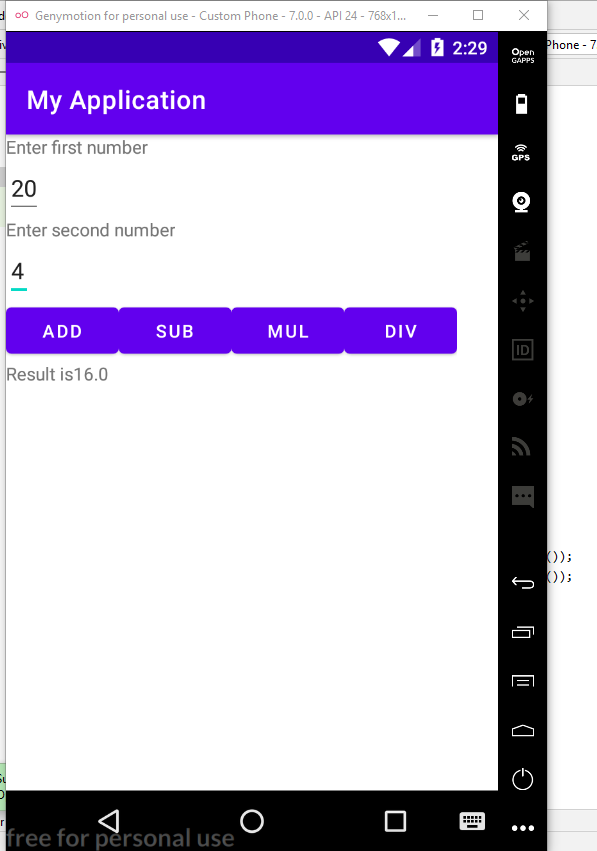 Genymotion for personal use - Custom Phone - 7.0.0 - API 24 - 768x1...
Phone - 7
2:29
Open
GAPPS
My Application
GPS
Enter first number
20
Enter second number
4
ID
ADD SUB MUL DIV
Result is16.0
());
());
free for personal use